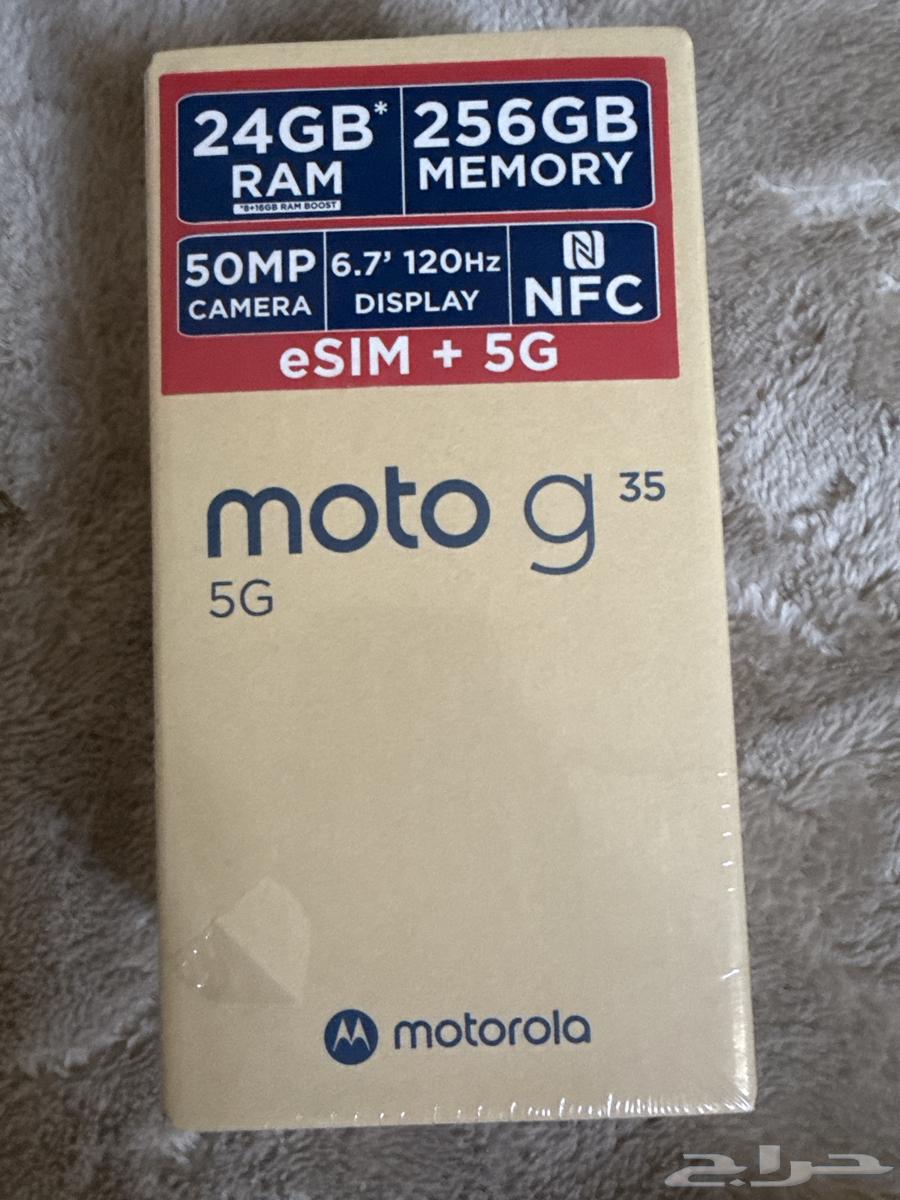 24GB*
RAM
*8+16GB RAM BOOST
256GB
MEMORY
50MP
CAMERA
6.7' 120Hz
DISPLAY
NFC
eSIM + 5G
moto g 35
5G
motorola
حراج